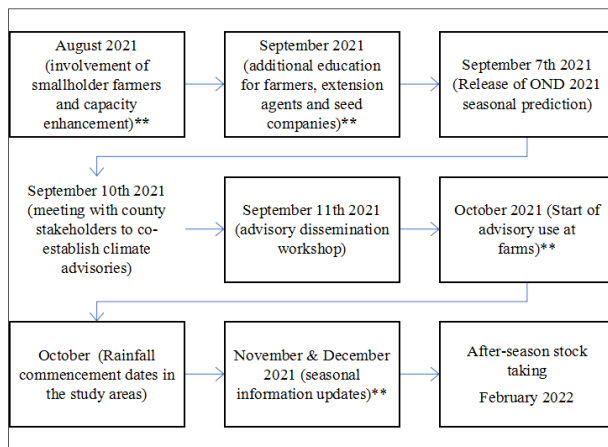 August 2021
(involvement of
smallholder farmers
and capacity
enhancement)**
September 2021
(additional education
for farmers, extension
agents and seed
companies)**
September 7th 2021
(Release of OND 2021
seasonal prediction)
September 10th 2021
(meeting with county
stakeholders to co-
establish climate
advisories)
September 11th 2021
(advisory dissemination
workshop)
October 2021 (Start of
advisory use at
farms)**
October (Rainfall
commencement dates in
the study areas)
November & December
2021 (seasonal
information updates)**
After-season stock
taking
February 2022